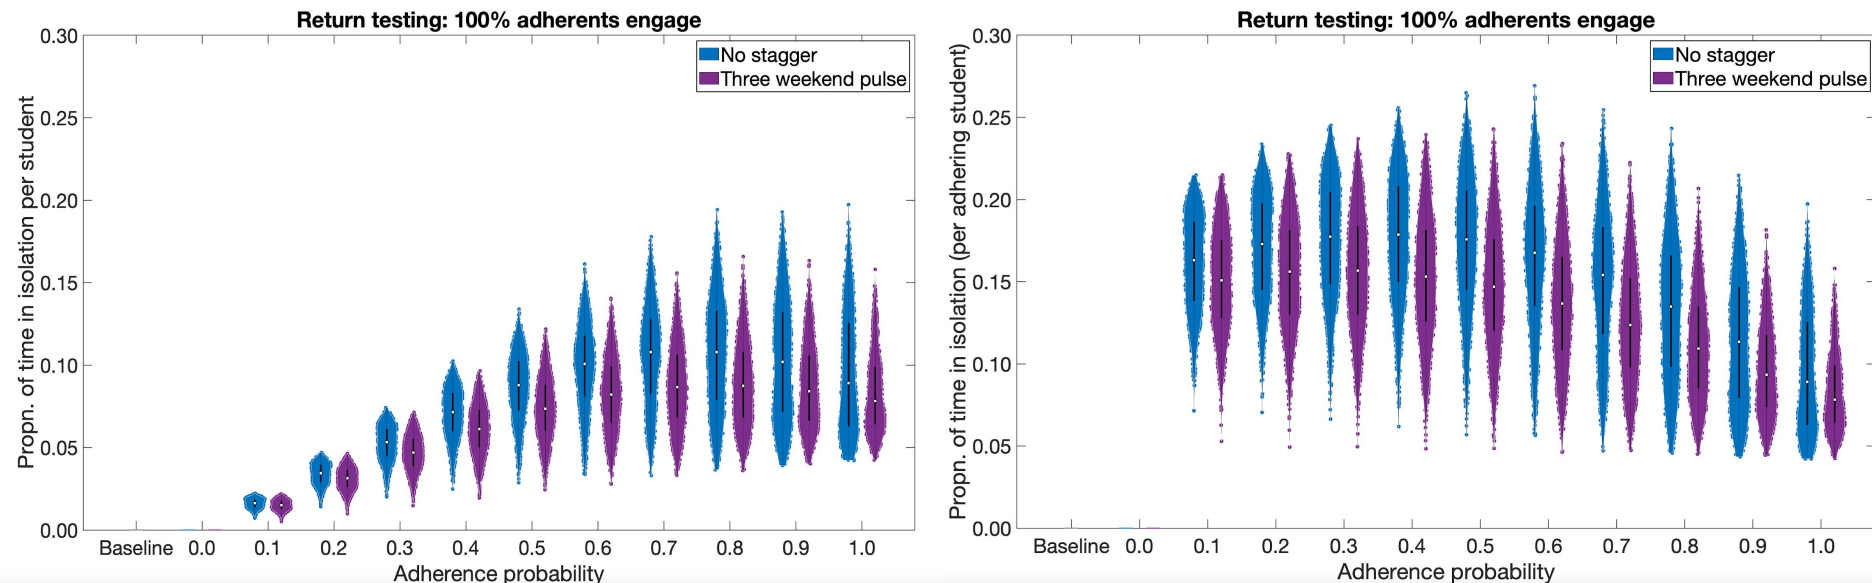 Return testing: 100% adherents engage
No stagger
Three weekend pulse
Propn. of time in isolation per student
0.30
0.25
0.20
0.15
0.10
0.05
0.00
Baseline 0.0 0.1 0.2 0.3 0.4 0.5 0.6 0.7 0.8 0.9 1.0
Adherence probability
Return testing: 100% adherents engage
No stagger
Three weekend pulse
Propn. of time in isolation (per adhering student)
0.30
0.25
0.20
0.15
0.10
0.05
0.00
Baseline 0.0 0.1 0.2 0.3 0.4 0.5 0.6 0.7 0.8 0.9 1.0
Adherence probability